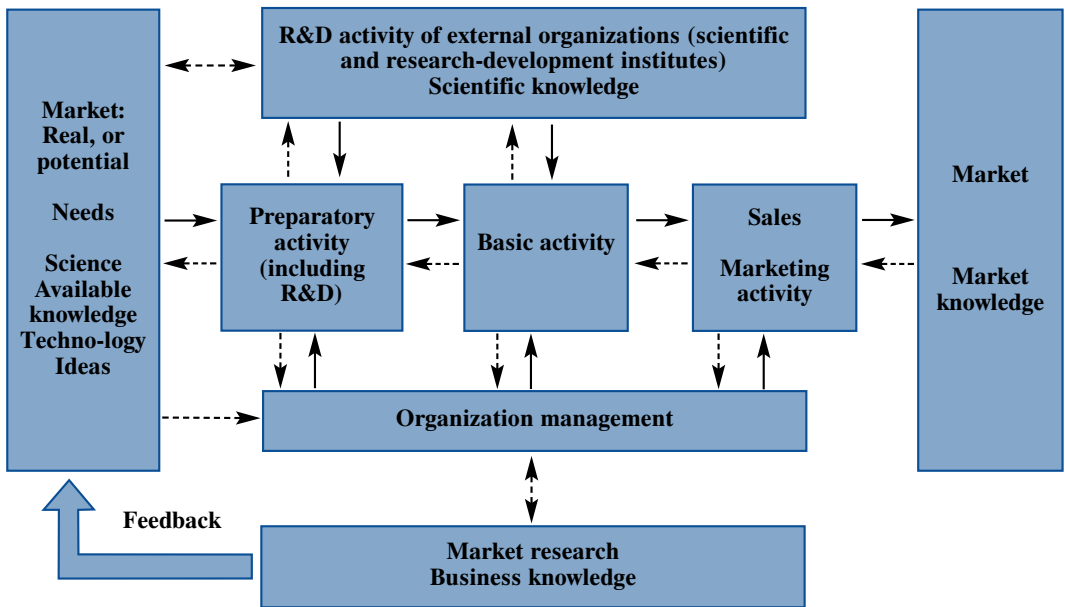 R&D activity of external organizations (scientific
and research-development institutes)
Scientific knowledge
Market:
Real, or
potential
Needs
Science
Available
knowledge
Techno-logy
Ideas
Preparatory
activity
(including
R&D)
Basic activity
Sales
Marketing
activity
Market
Market
knowledge
Organization management
Feedback
Market research
Business knowledge